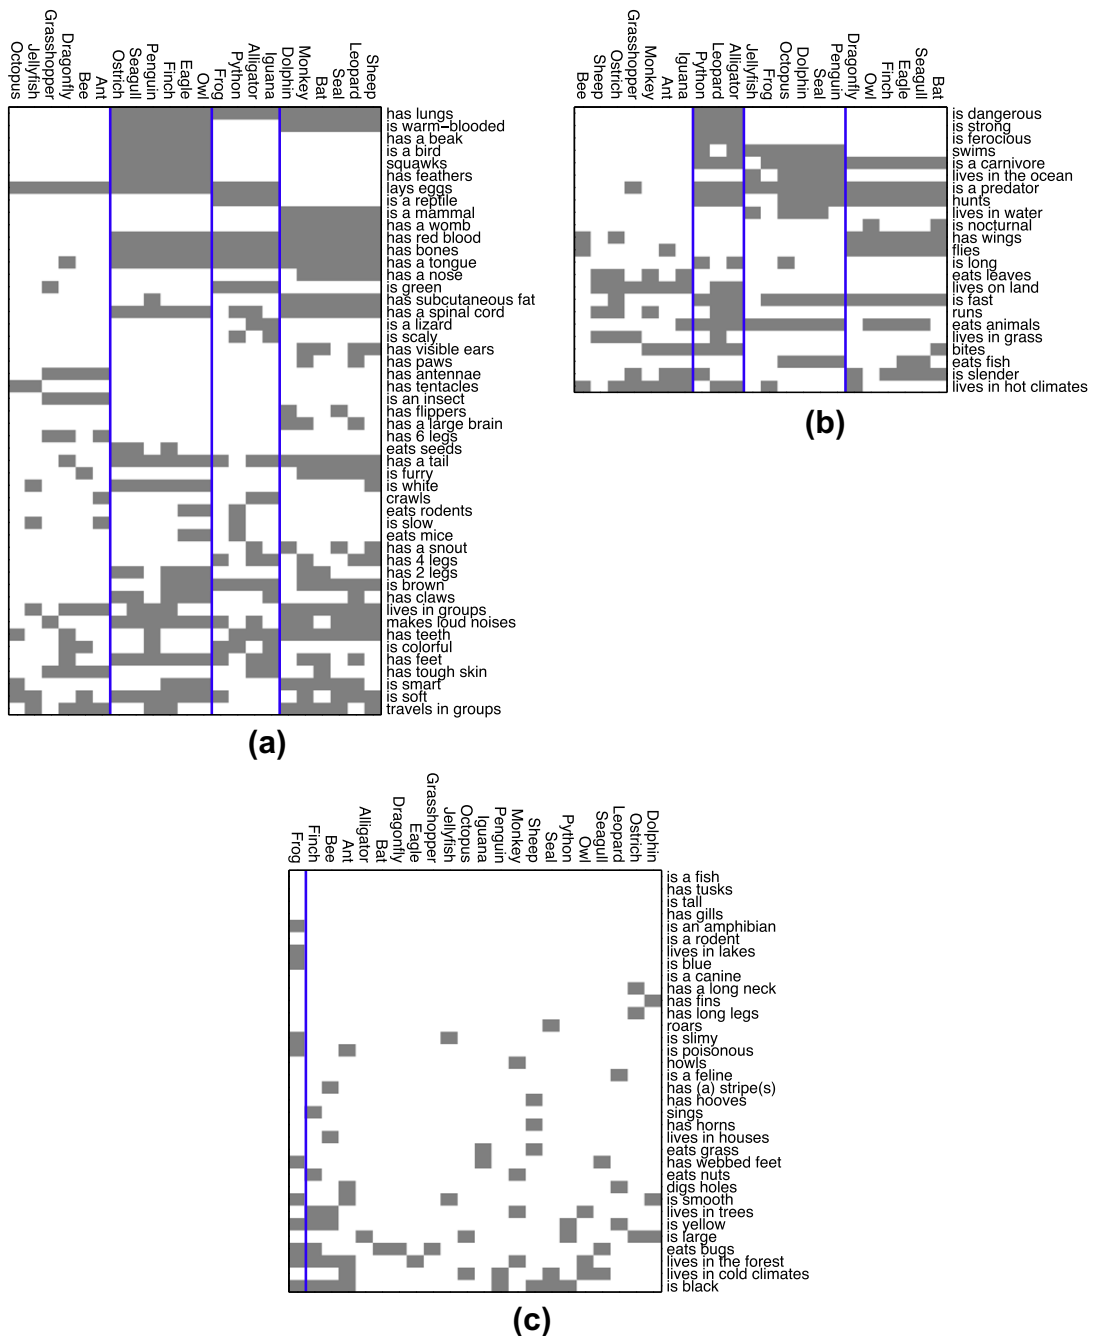 Octopus
Jellyfish
Grasshopper
Dragonfly
Bee
Ant
Ostrich
Seagull
Penguin
Finch
Eagle
Owl
Frog
Python
Alligator
Iguana
Dolphin
Monkey
Bat
Seal
Leopard
Sheep
has lungs
is warm-blooded
has a beak
is a bird
squawks
has feathers
lays eggs
is a reptile
is a mammal
has a womb
has red blood
has bones
has a tongue
has a nose
is green
has subcutaneous fat
has a spinal cord
is a lizard
is scaly
has visible ears
has paws
has antennae
has tentacles
is an insect
has flippers
has a large brain
has 6 legs
eats seeds
has a tail
is furry
is white
crawls
eats rodents
is slow
eats mice
has a snout
has 4 legs
has 2 legs
is brown
has claws
lives in groups
makes loud noises
has teeth
is colorful
has feet
has tough skin
is smart
is soft
travels in groups
(a)
Bee
Sheep
Ostrich
Grasshopper
Monkey
Ant
Iguana
Python
Leopard
Alligator
Jellyfish
Frog
Octopus
Dolphin
Seal
Penguin
Dragonfly
Owl
Finch
Eagle
Seagull
Bat
is dangerous
is strong
is ferocious
swims
is a carnivore
lives in the ocean
is a predator
hunts
lives in water
is nocturnal
has wings
flies
is long
eats leaves
lives on land
is fast
runs
eats animals
lives in grass
bites
eats fish
is slender
lives in hot climates
(b)
Frog
Finch
Bee
Ant
Alligator
Bat
Dragonfly
Eagle
Grasshopper
Jellyfish
Octopus
Iguana
Penguin
Monkey
Sheep
Seal
Python
Owl
Seagull
Leopard
Ostrich
Dolphin
is a fish
has tusks
is tall
has gills
is an amphibian
is a rodent
lives in lakes
is blue
is a canine
has a long neck
has fins
has long legs
roars
is slimy
is poisonous
howls
is a feline
has (a) stripe(s)
has hooves
sings
has horns
lives in houses
eats grass
has webbed feet
eats nuts
digs holes
is smooth
lives in trees
is yellow
is large
eats bugs
lives in the forest
lives in cold climates
is black
(c)